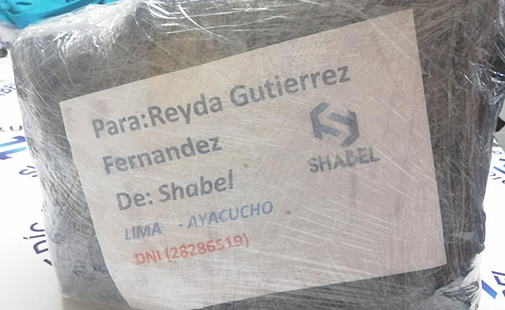 Para:Reyda Gutierrez
Fernandez
De: Shabel
LIMA - AYACUCHO
DNI (28286519)
SHABEL